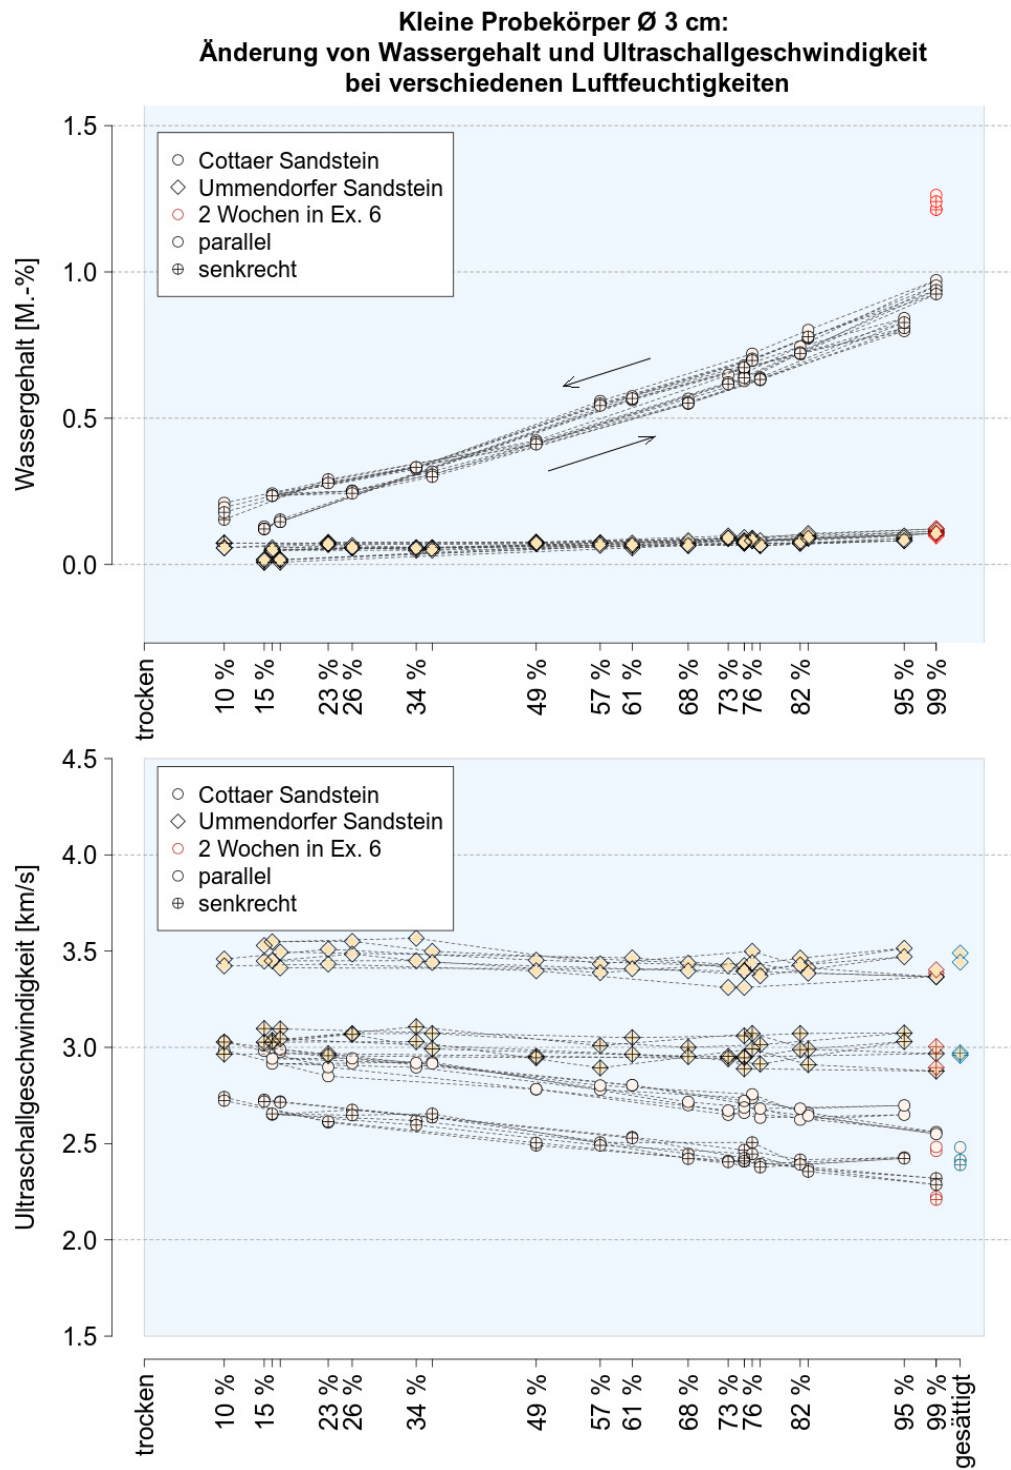 Kleine Probekörper Ø 3 cm:
Änderung von Wassergehalt und Ultraschallgeschwindigkeit
bei verschiedenen Luftfeuchtigkeiten
Wassergehalt [M.-%]
1.5
1.0
0.5
0.0
Cottaer Sandstein
Ummendorfer Sandstein
2 Wochen in Ex. 6
parallel
senkrecht
trocken
10 %
15 %
23 %
26 %
34 %
49 %
57 %
61 %
68 %
73 %
76 %
82 %
95 %
99 %
Ultraschallgeschwindigkeit [km/s]
4.5
4.0
3.5
3.0
2.5
2.0
1.5
Cottaer Sandstein
Ummendorfer Sandstein
2 Wochen in Ex. 6
parallel
senkrecht
trocken
10 %
15 %
23 %
26 %
34 %
49 %
57 %
61 %
68 %
73 %
76 %
82 %
95 %
99 %
gesättigt